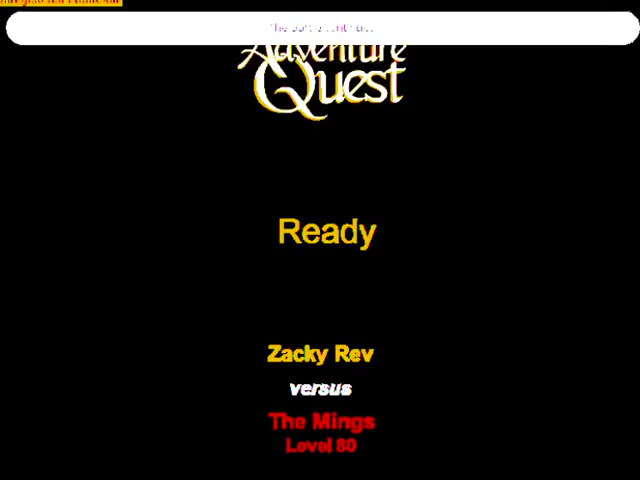 Adventure
Quest
Ready
Zacky Rev
versus
The Mings
Level 80